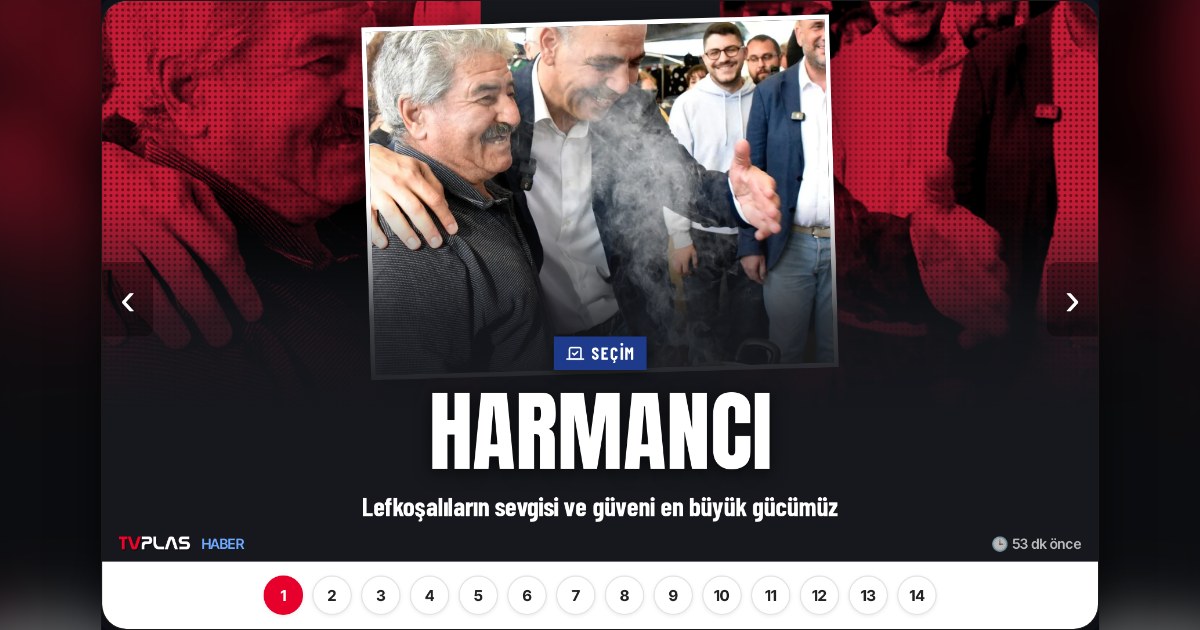 SEÇİM
HARMANCI
Lefkoşalıların sevgisi ve güveni en büyük gücümüz
TVPLAS HABER
53 dk önce
1 2 3 4 5 6 7 8 9 10 11 12 13 14